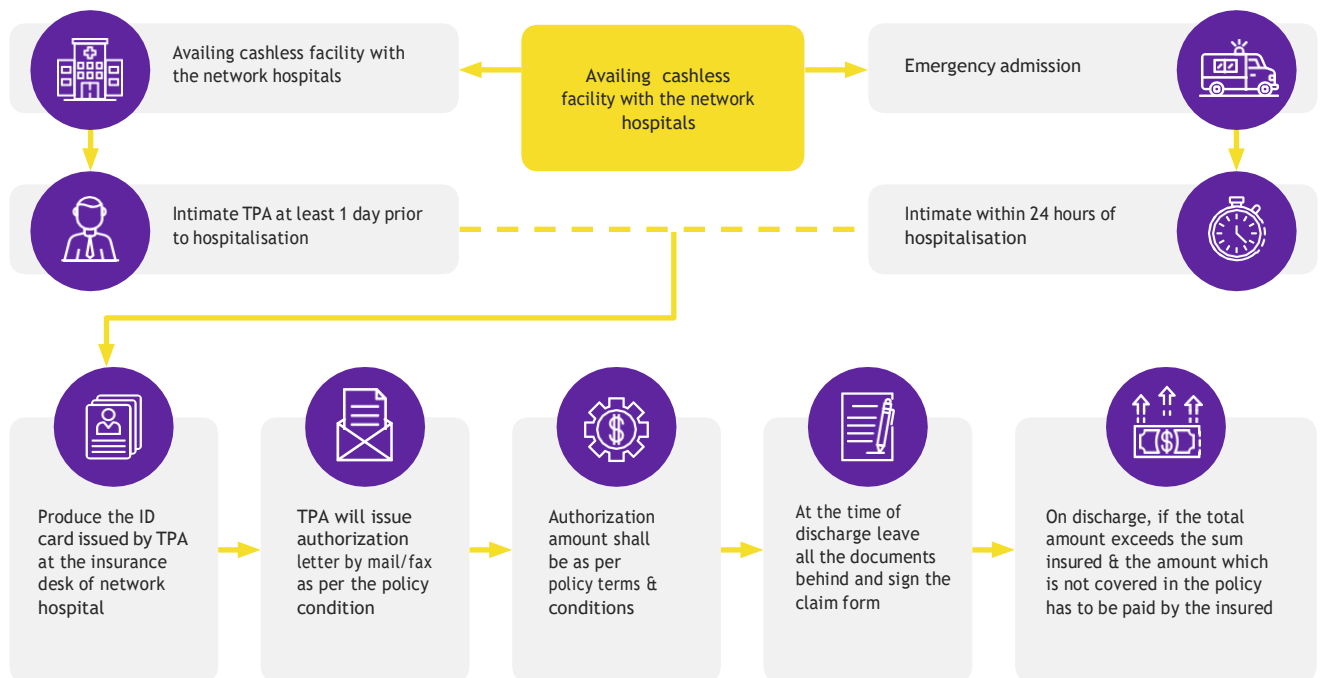 Availing cashless facility with
the network hospitals
Availing cashless
facility with the network
hospitals
Emergency admission
Intimate TPA at least 1 day prior
to hospitalisation
Intimate within 24 hours of
hospitalisation
Produce the ID
card issued by TPA
at the insurance
desk of network
hospital
TPA will issue
authorization
letter by mail/fax
as per the policy
condition
Authorization
amount shall
be as per
policy terms &
conditions
At the time of
discharge leave
all the documents
behind and sign the
claim form
On discharge, if the total
amount exceeds the sum
insured & the amount which
is not covered in the policy
has to be paid by the insured